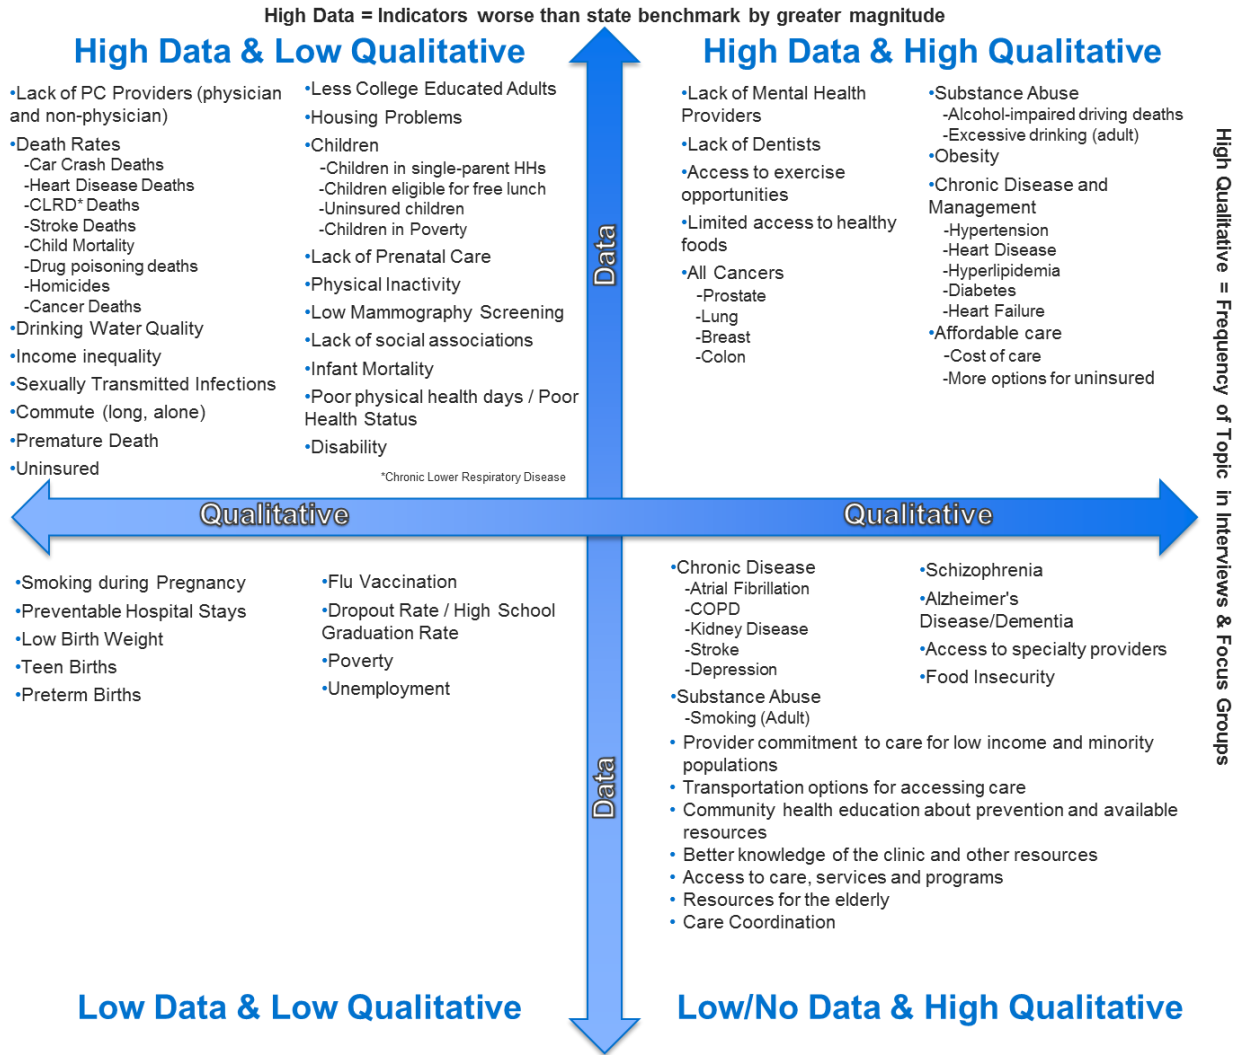 High Data = Indicators worse than state benchmark by greater magnitude
High Data & Low Qualitative
•Lack of PC Providers (physician
and non-physician)
•Death Rates
-Car Crash Deaths
-Heart Disease Deaths
-CLRD* Deaths
-Stroke Deaths
-Child Mortality
-Drug poisoning deaths
-Homicides
-Cancer Deaths
•Drinking Water Quality
•Income inequality
•Sexually Transmitted Infections
•Commute (long, alone)
•Premature Death
•Uninsured
•Less College Educated Adults
•Housing Problems
•Children
-Children in single-parent HHs
-Children eligible for free lunch
-Uninsured children
-Children in Poverty
•Lack of Prenatal Care
•Physical Inactivity
•Low Mammography Screening
•Lack of social associations
•Infant Mortality
•Poor physical health days / Poor
Health Status
•Disability
*Chronic Lower Respiratory Disease
Data
High Data & High Qualitative
•Lack of Mental Health
Providers
•Lack of Dentists
•Access to exercise
opportunities
•Limited access to healthy
foods
•All Cancers
-Prostate
-Lung
-Breast
-Colon
•Substance Abuse
-Alcohol-impaired driving deaths
-Excessive drinking (adult)
•Obesity
•Chronic Disease and
Management
-Hypertension
-Heart Disease
-Hyperlipidemia
-Diabetes
-Heart Failure
•Affordable care
-Cost of care
-More options for uninsured
High Qualitative = Frequency of Topic in Interviews & Focus Groups
Qualitative
Qualitative
•Smoking during Pregnancy
•Preventable Hospital Stays
•Low Birth Weight
•Teen Births
•Preterm Births
•Flu Vaccination
•Dropout Rate / High School
Graduation Rate
•Poverty
•Unemployment
Low Data & Low Qualitative
Data
•Chronic Disease
-Atrial Fibrillation
-COPD
-Kidney Disease
-Stroke
-Depression
•Substance Abuse
-Smoking (Adult)
•Schizophrenia
•Alzheimer's
Disease/Dementia
•Access to specialty providers
•Food Insecurity
• Provider commitment to care for low income and minority
populations
• Transportation options for accessing care
• Community health education about prevention and available
resources
• Better knowledge of the clinic and other resources
• Access to care, services and programs
• Resources for the elderly
• Care Coordination
Low/No Data & High Qualitative